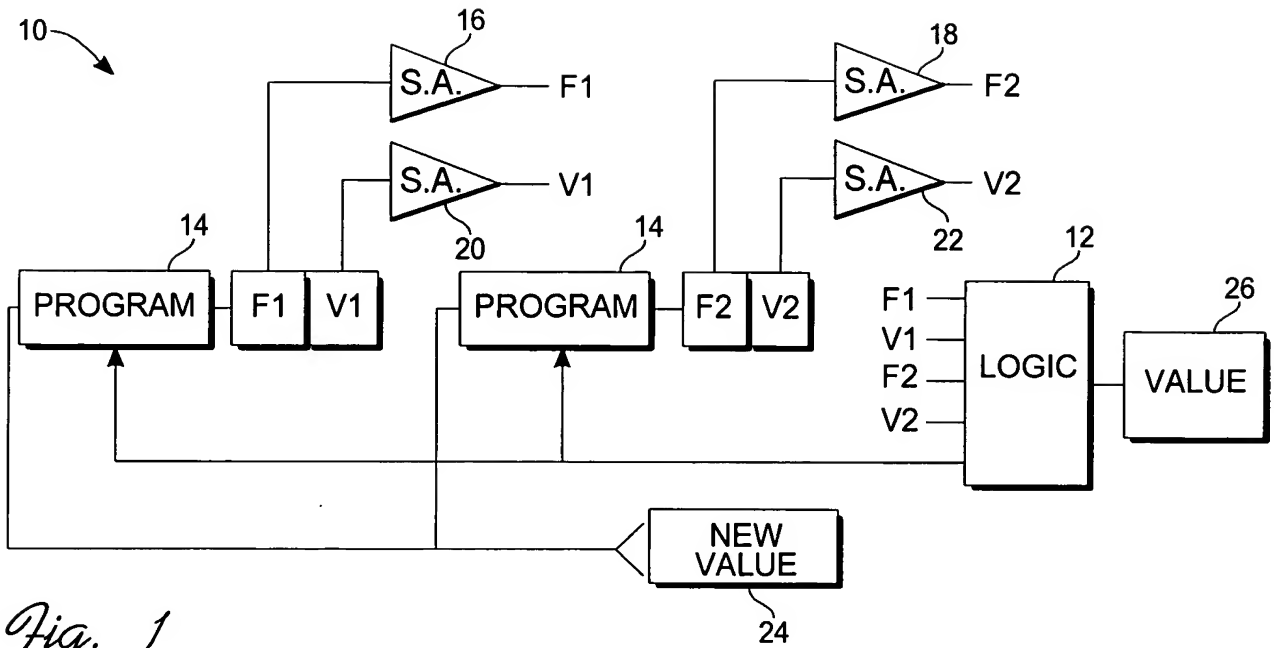 10
16
S.A.
F1
18
S.A.
F2
S.A.
V1
20
S.A.
V2
22
14
PROGRAM
F1
V1
14
PROGRAM
F2
V2
12
F1
V1
F2
V2
LOGIC
26
VALUE
NEW
VALUE
24
Fig. 1